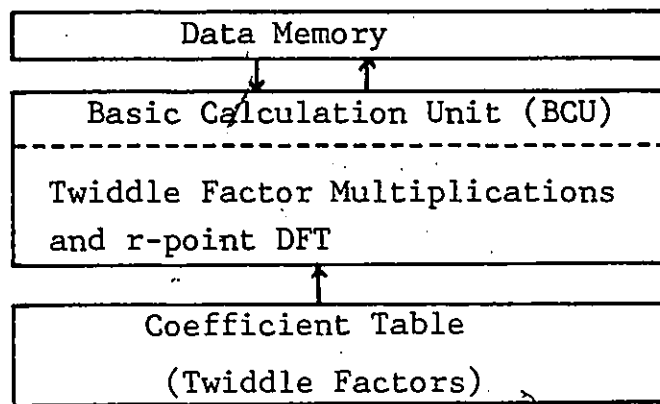 Data Memory
Basic Calculation Unit (BCU)
Twiddle Factor Multiplications
and r-point DFT
Coefficient Table
(Twiddle Factors)